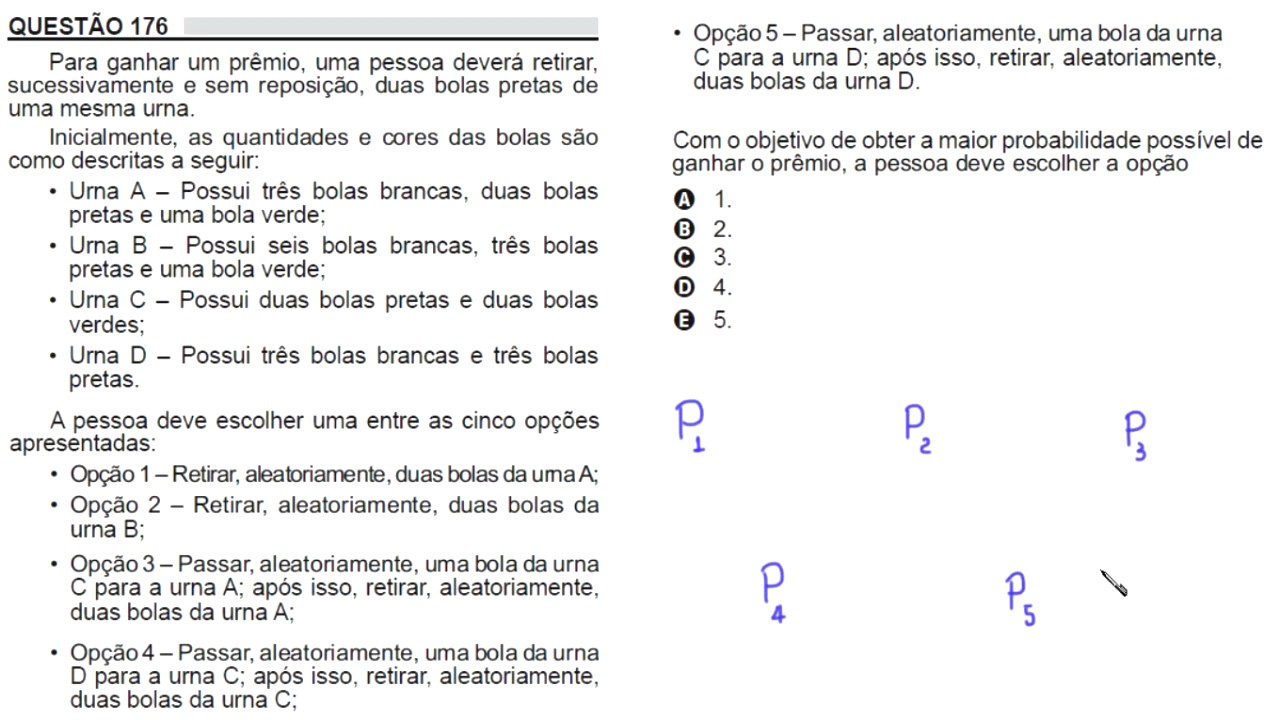 QUESTÃO 176
Para ganhar um prêmio, uma pessoa deverá retirar,
sucessivamente e sem reposição, duas bolas pretas de
uma mesma urna.
Inicialmente, as quantidades e cores das bolas são
como descritas a seguir:
• Urna A – Possui três bolas brancas, duas bolas
pretas e uma bola verde;
• Urna B – Possui seis bolas brancas, três bolas
pretas e uma bola verde;
• Urna C – Possui duas bolas pretas e duas bolas
verdes;
• Urna D – Possui três bolas brancas e três bolas
pretas.
A pessoa deve escolher uma entre as cinco opções
apresentadas:
• Opção 1 – Retirar, aleatoriamente, duas bolas da urna A;
• Opção 2 – Retirar, aleatoriamente, duas bolas da
urna B;
• Opção 3 – Passar, aleatoriamente, uma bola da urna
C para a urna A; após isso, retirar, aleatoriamente,
duas bolas da urna A;
• Opção 4 – Passar, aleatoriamente, uma bola da urna
D para a urna C; após isso, retirar, aleatoriamente,
duas bolas da urna C;
• Opção 5 – Passar, aleatoriamente, uma bola da urna
C para a urna D; após isso, retirar, aleatoriamente,
duas bolas da urna D.
Com o objetivo de obter a maior probabilidade possível de
ganhar o prêmio, a pessoa deve escolher a opção
A 1.
B 2.
C 3.
D 4.
E 5.
P1 P2 P3
P4 P5